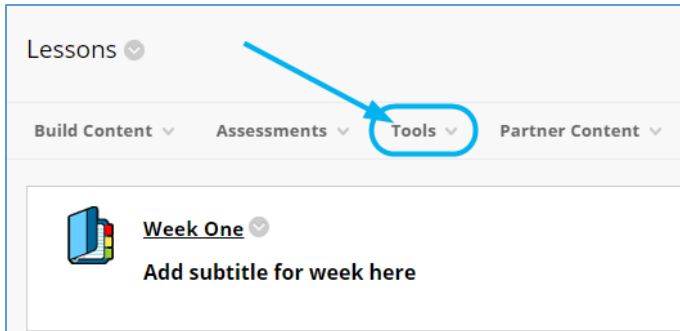 Lessons
Build Content Assessments Tools Partner Content
Week One
Add subtitle for week here